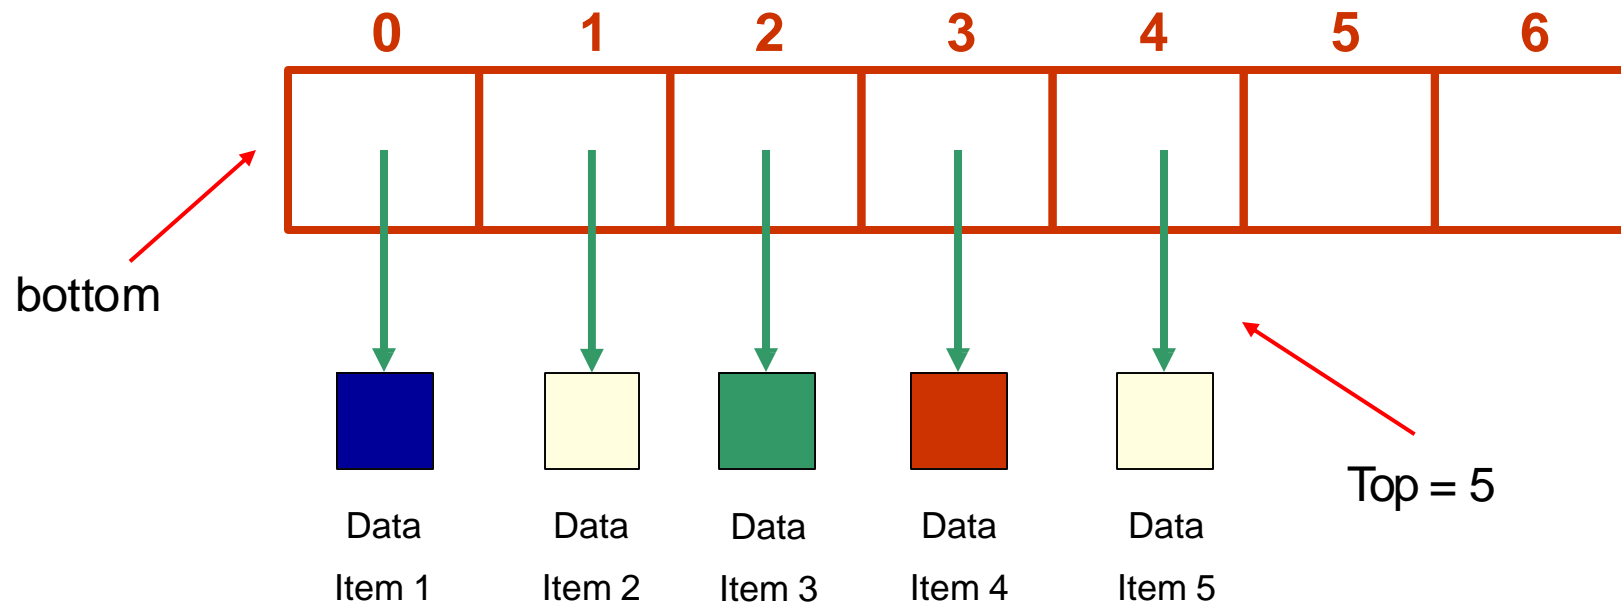 0 1 2 3 4 5 6
bottom
Top = 5
Data Data Data Data Data
Item 1 Item 2 Item 3 Item 4 Item 5